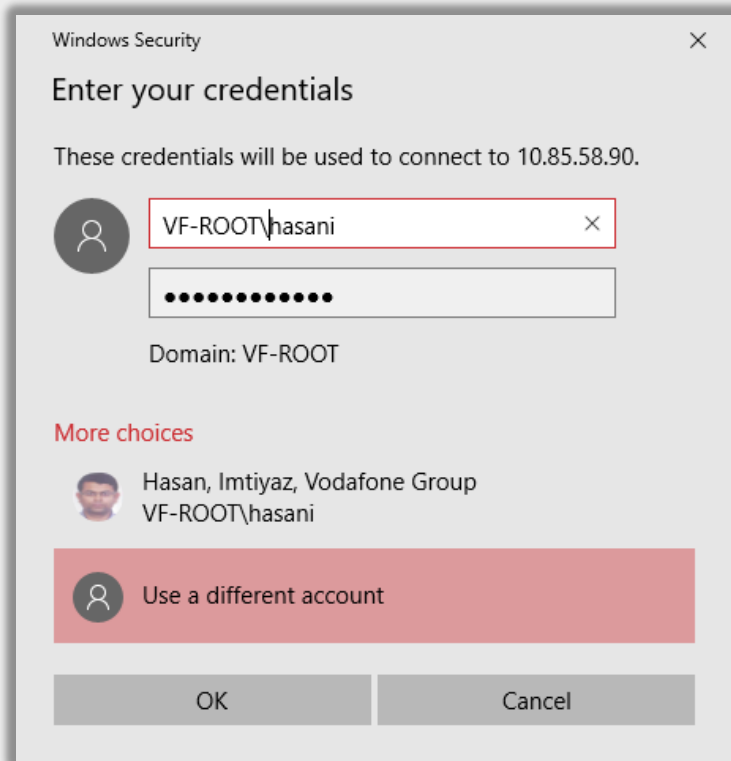 Windows Security
Enter your credentials
These credentials will be used to connect to 10.85.58.90.
VF-ROOT\hasani
●●●●●●●●●●●●
Domain: VF-ROOT
More choices
Hasan, Imtiyaz, Vodafone Group
VF-ROOT\hasani
Use a different account
OK Cancel